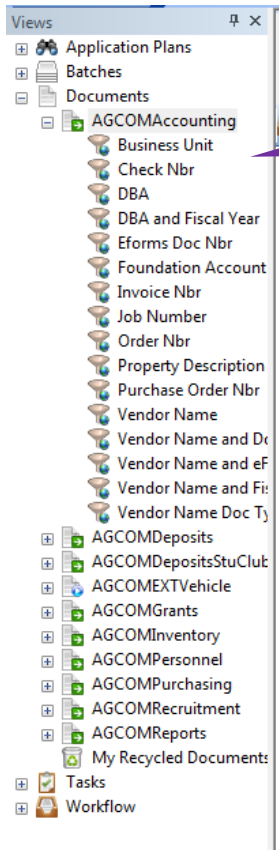 Views
Application Plans
Batches
Documents
AGCOMAccounting
Business Unit
Check Nbr
DBA
DBA and Fiscal Year
Eforms Doc Nbr
Foundation Account
Invoice Nbr
Job Number
Order Nbr
Property Description
Purchase Order Nbr
Vendor Name
Vendor Name and Do
Vendor Name and eF
Vendor Name and Fis
Vendor Name Doc Ty
AGCOMDeposits
AGCOMDepositsStuClub
AGCOMEXTVehicle
AGCOMGrants
AGCOMInventory
AGCOMPersonnel
AGCOMPurchasing
AGCOMRecruitment
AGCOMReports
My Recycled Documents
Tasks
Workflow